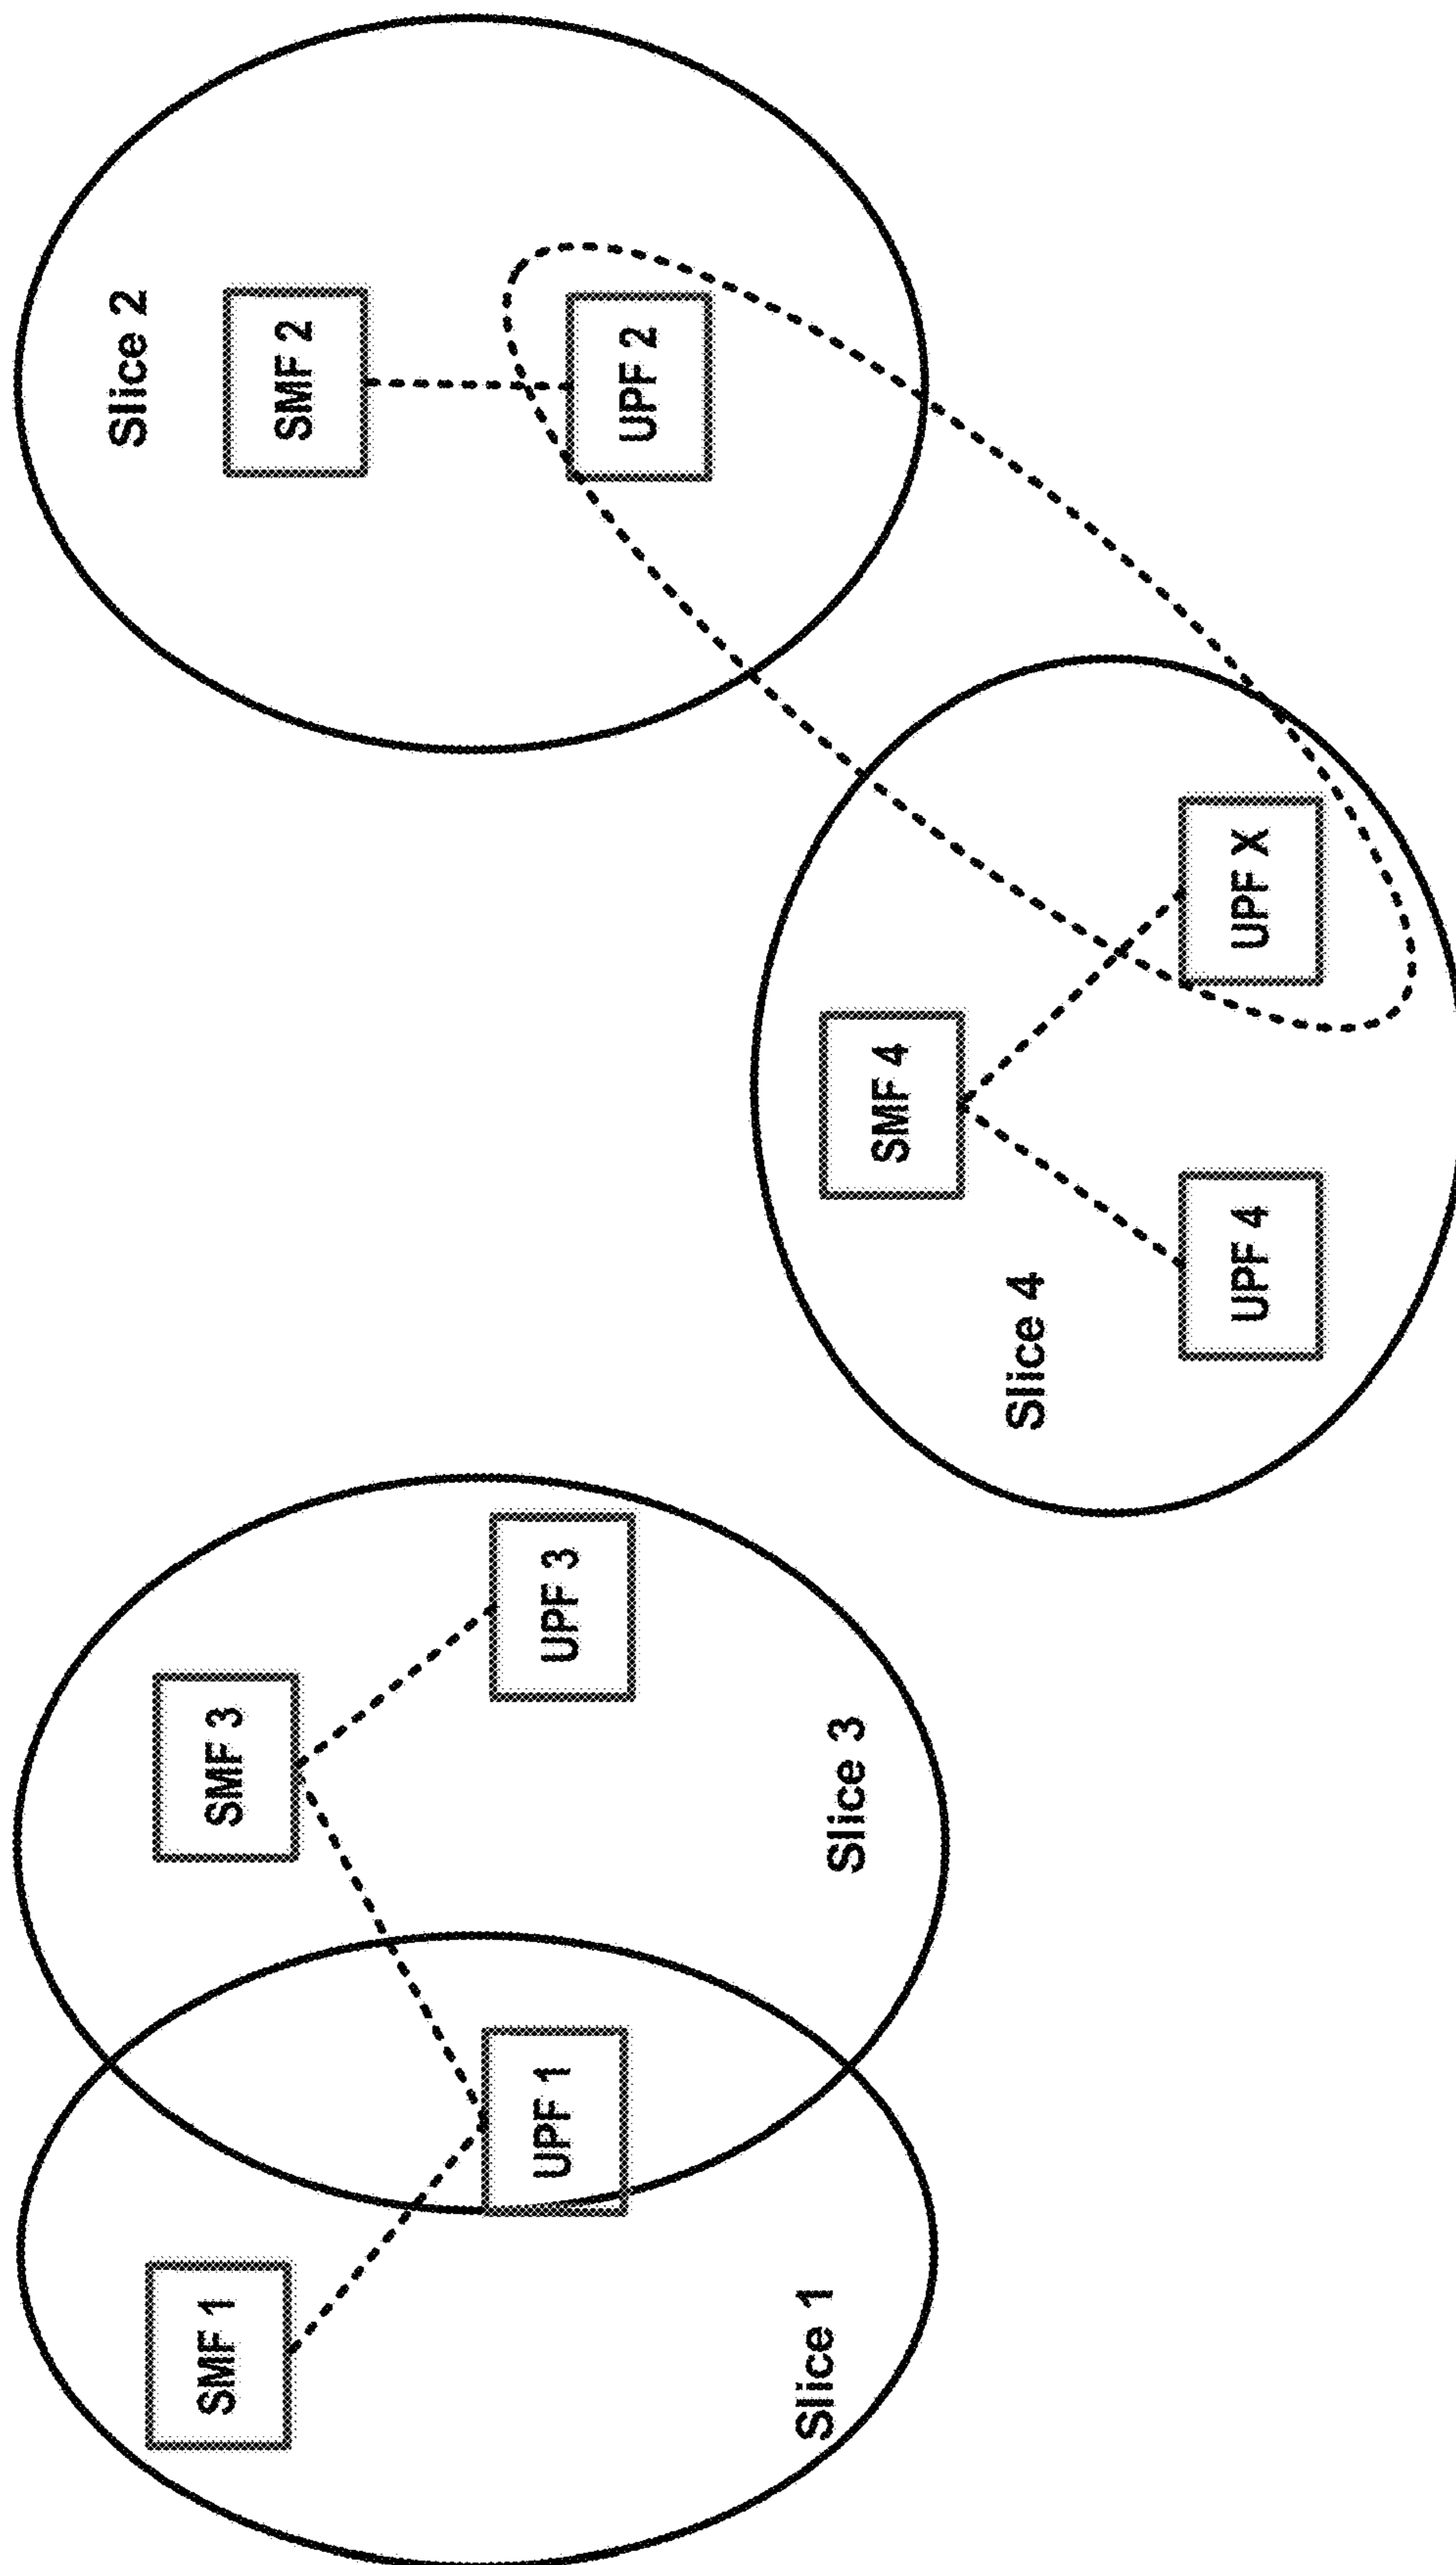 SMF 1
UPF 1
Slice 1
SMF 3
UPF 3
Slice 3
SMF 4
Slice 4
UPF 4
UPF X
Slice 2
SMF 2
UPF 2